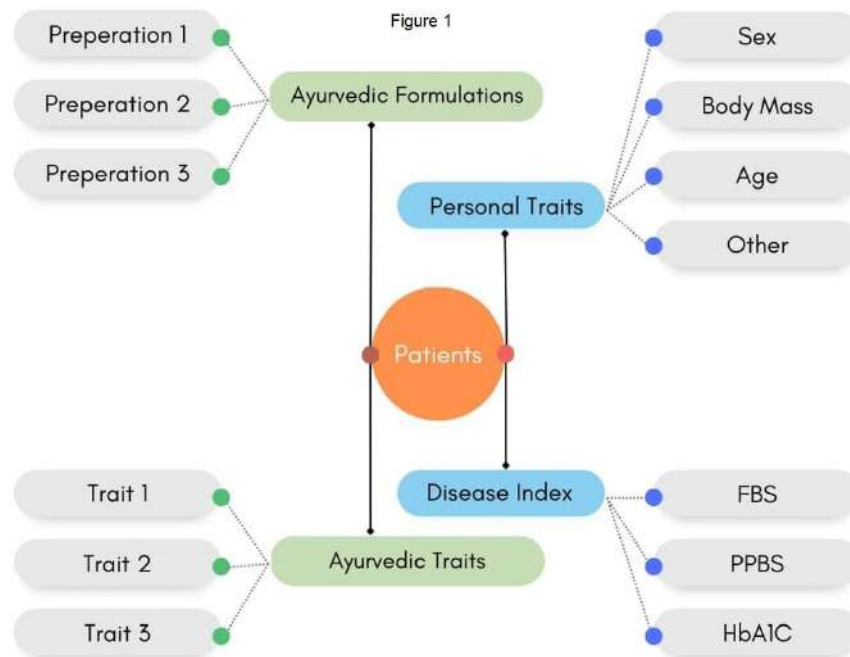 Figure 1
Preperation 1
Preperation 2
Preperation 3
Ayurvedic Formulations
Sex
Body Mass
Age
Other
Personal Traits
Patients
Trait 1
Trait 2
Trait 3
Ayurvedic Traits
Disease Index
FBS
PPBS
HbA1C